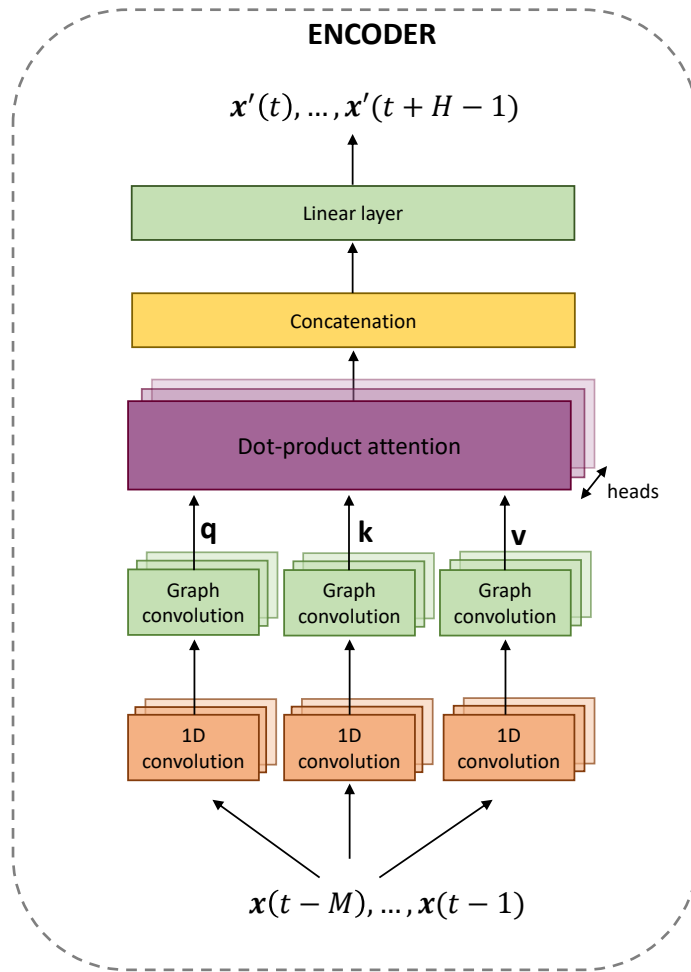 ENCODER
𝒙′(𝑡), … , 𝒙′(𝑡 + 𝐻 − 1)
Linear layer
Concatenation
Dot-product attention
heads
q k v
Graph convolution
Graph convolution
Graph convolution
1D convolution
1D convolution
1D convolution
𝒙(𝑡 − 𝑀), … , 𝒙(𝑡 − 1)